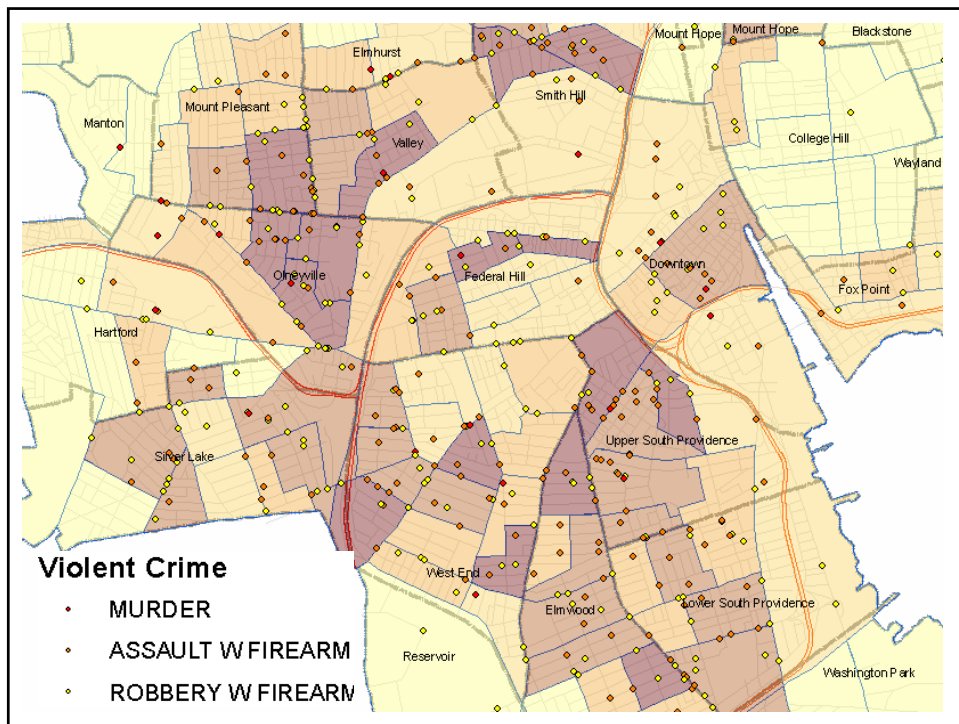 Mount Hope
Mount Hope
Blackstone
Elmhurst
Smith Hill
Mount Pleasant
Manton
Valley
College Hill
Wayland
Downtown
Olneyville
Federal Hill
Fox Point
Hartford
Upper South Providence
Silver Lake
Violent Crime
MURDER
ASSAULT W FIREARM
ROBBERY W FIREARM
West End
Elmwood
Lower South Providence
Reservoir
Washington Park